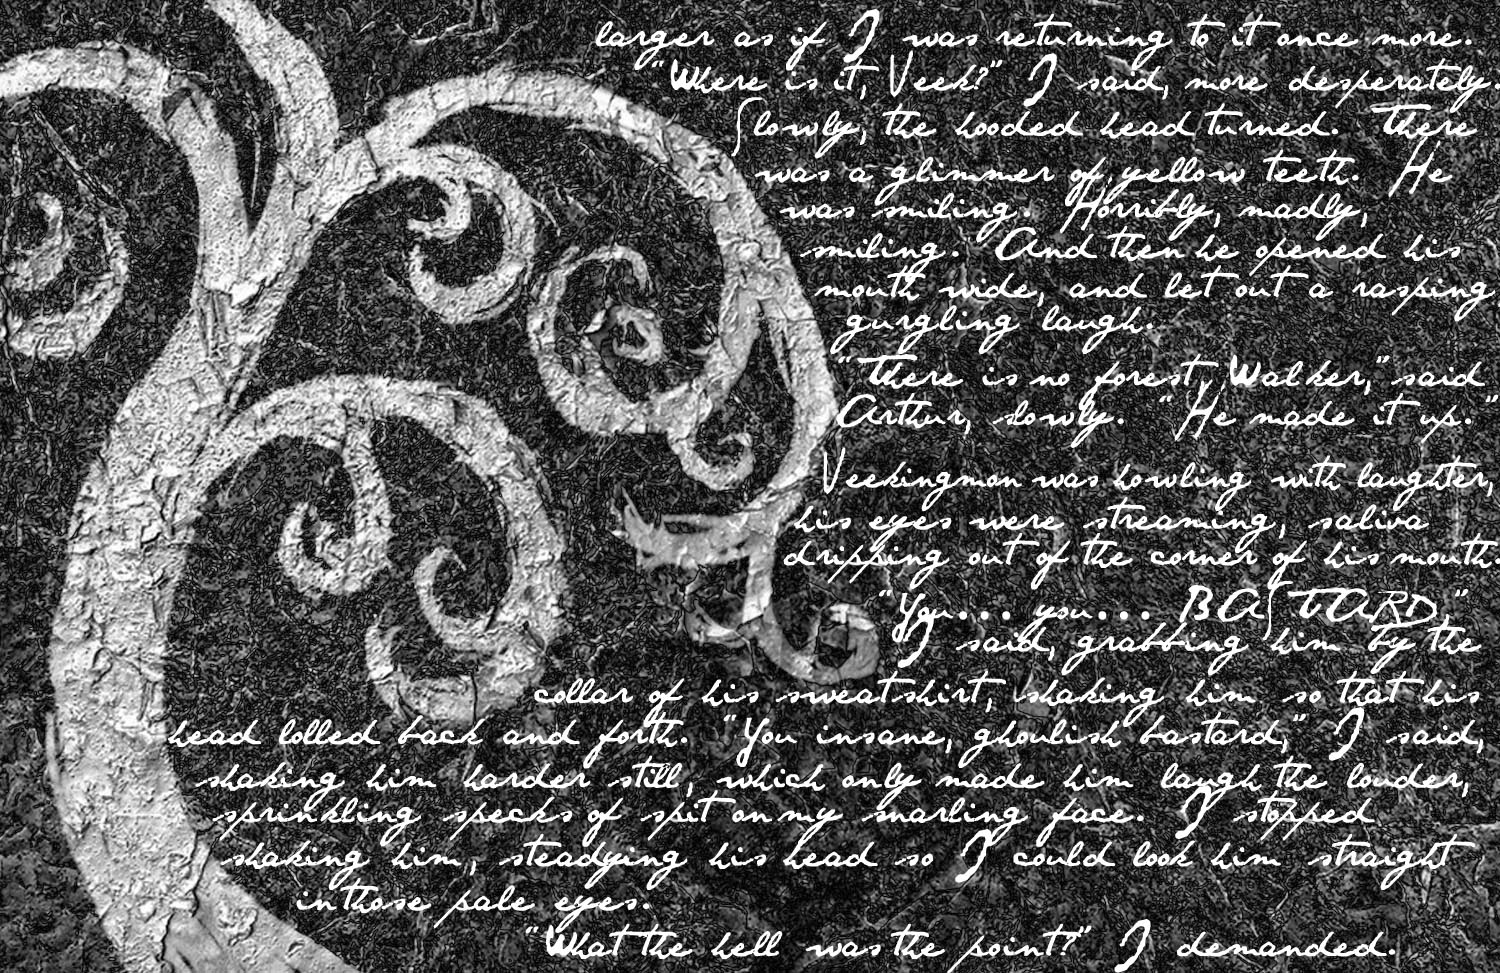 larger as if I was returning to it once more.
"Where is it, Veek?" I said, more desperately.
Slowly, the hooded head turned. There
was a glimmer of yellow teeth. He
was smiling. Horribly, madly,
smiling. And then he opened his
mouth wide, and let out a rasping
gurgling laugh.
"There is no forest, Walker," said
Arthur, slowly. "He made it up."
Veekingmon was howling with laughter,
his eyes were streaming, saliva
dripping out of the corner of his mouth.
"You... you... BASTARD,"
I said, grabbing him by the
collar of his sweatshirt, shaking him so that his
head lolled back and forth. "You insane, ghoulish bastard," I said,
shaking him harder still, which only made him laugh the louder,
sprinkling specks of spit on my snarling face. I stopped
shaking him, steadying his head so I could look him straight
in those pale eyes.
"What the hell was the point?" I demanded.